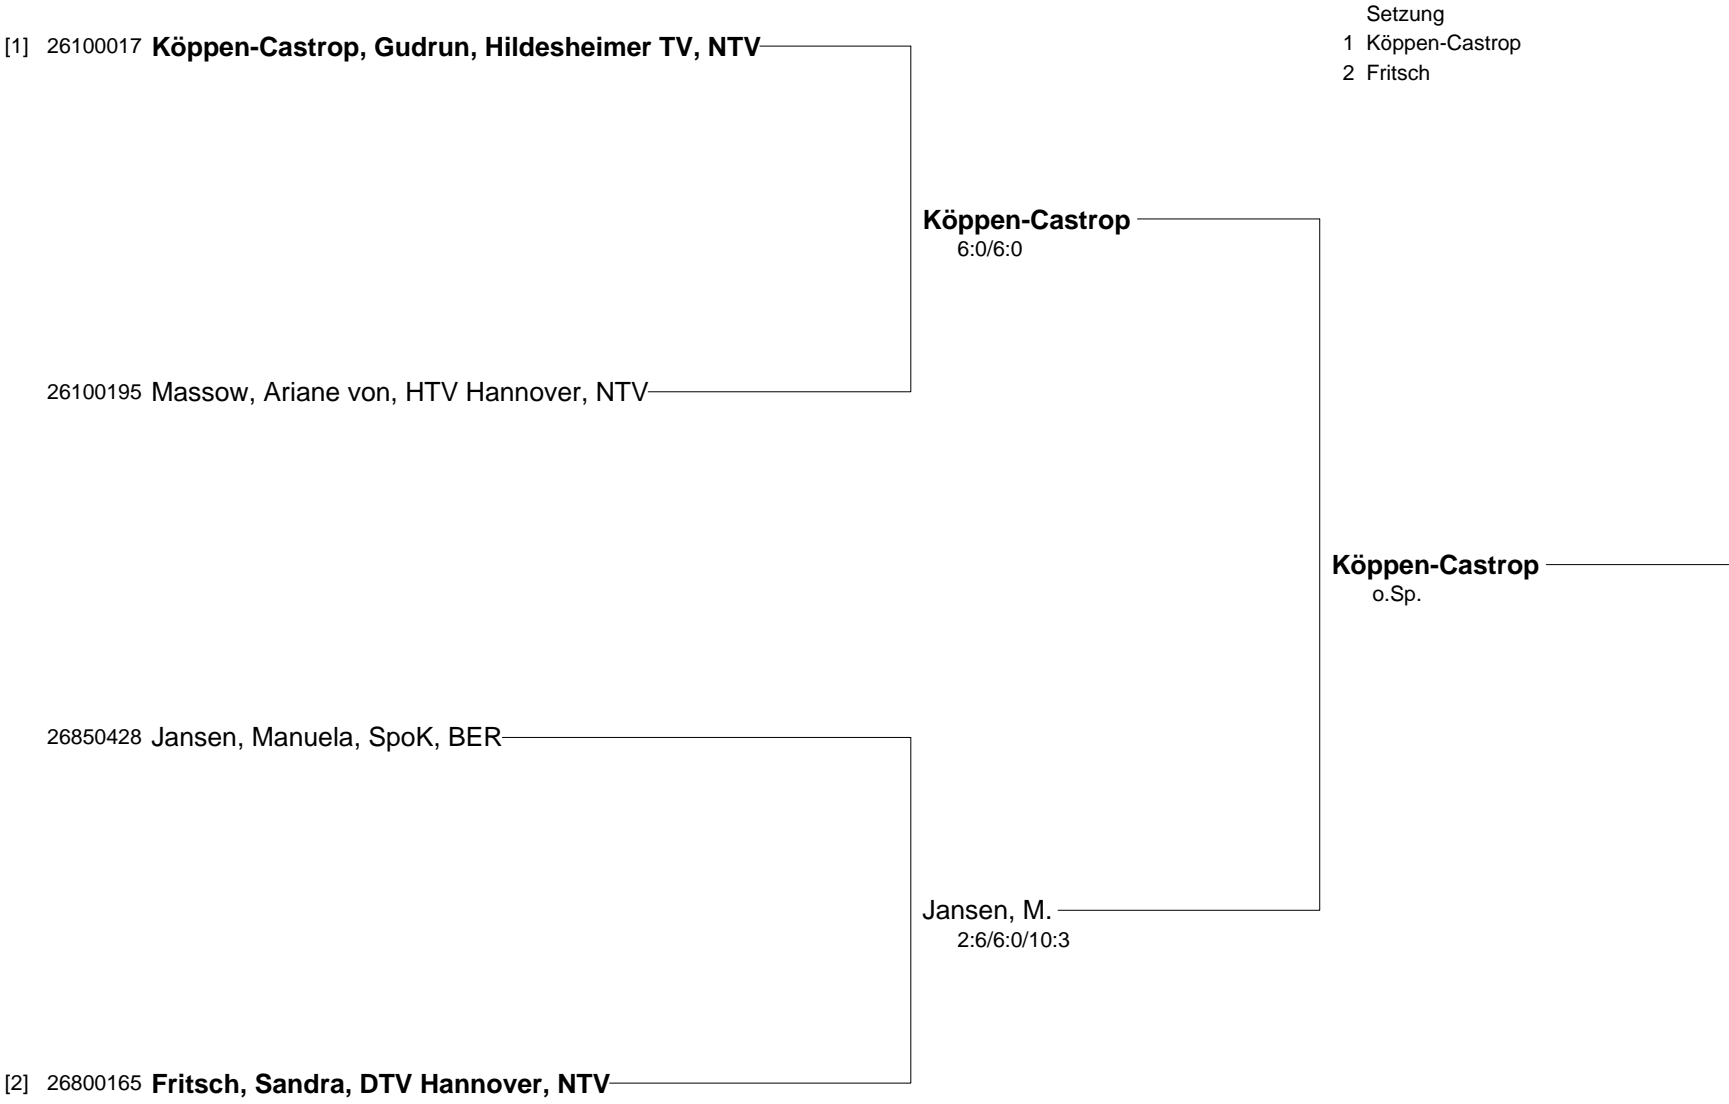 Setzung
1 Köppen-Castrop
2 Fritsch
[1] 26100017 Köppen-Castrop, Gudrun, Hildesheimer TV, NTV
Köppen-Castrop
6:0/6:0
26100195 Massow, Ariane von, HTV Hannover, NTV
Köppen-Castrop
o.Sp.
26850428 Jansen, Manuela, SpoK, BER
Jansen, M.
2:6/6:0/10:3
[2] 26800165 Fritsch, Sandra, DTV Hannover, NTV